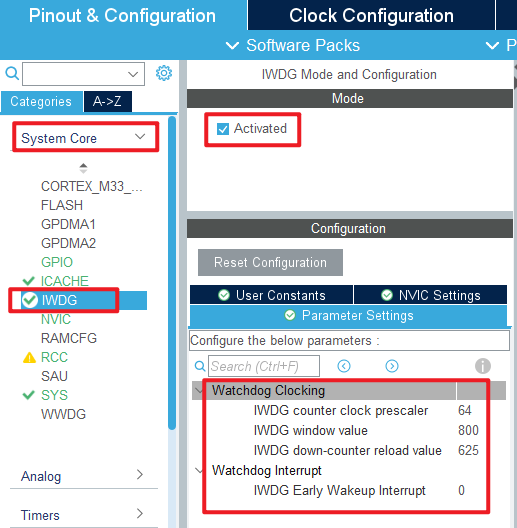 Pinout & Configuration
Clock Configuration
Software Packs
P
Categories
A->Z
System Core
CORTEX_M33_...
FLASH
GPDMA1
GPDMA2
GPIO
ICACHE
IWDG
NVIC
RAMCFG
RCC
SAU
SYS
WWDG
Analog
Timers
IWDG Mode and Configuration
Mode
Activated
Configuration
Reset Configuration
User Constants
NVIC Settings
Parameter Settings
Configure the below parameters :
Search (Ctrl+F)
Watchdog Clocking
IWDG counter clock prescaler 64
IWDG window value 800
IWDG down-counter reload value 625
Watchdog Interrupt
IWDG Early Wakeup Interrupt 0